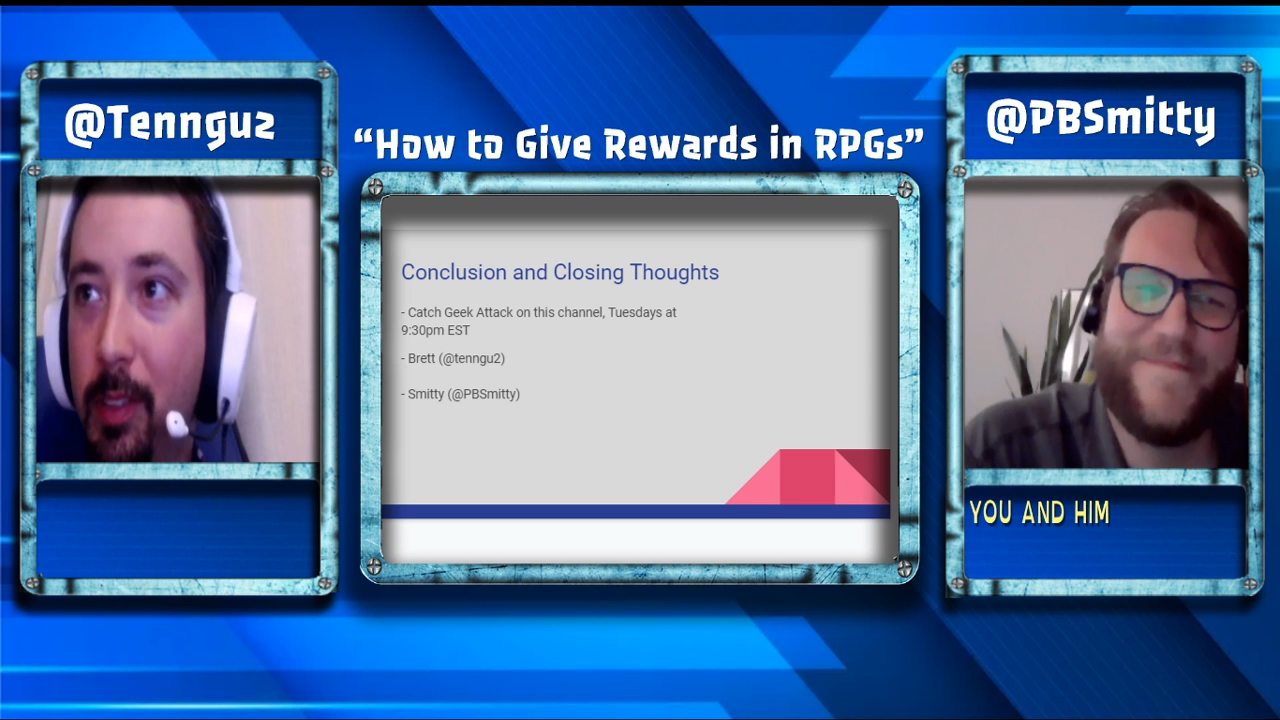 @Tenngu2
“How to Give Rewards in RPGs”
@PBSmitty
Conclusion and Closing Thoughts
- Catch Geek Attack on this channel, Tuesdays at
9:30pm EST
- Brett (@tenngu2)
- Smitty (@PBSmitty)
YOU AND HIM